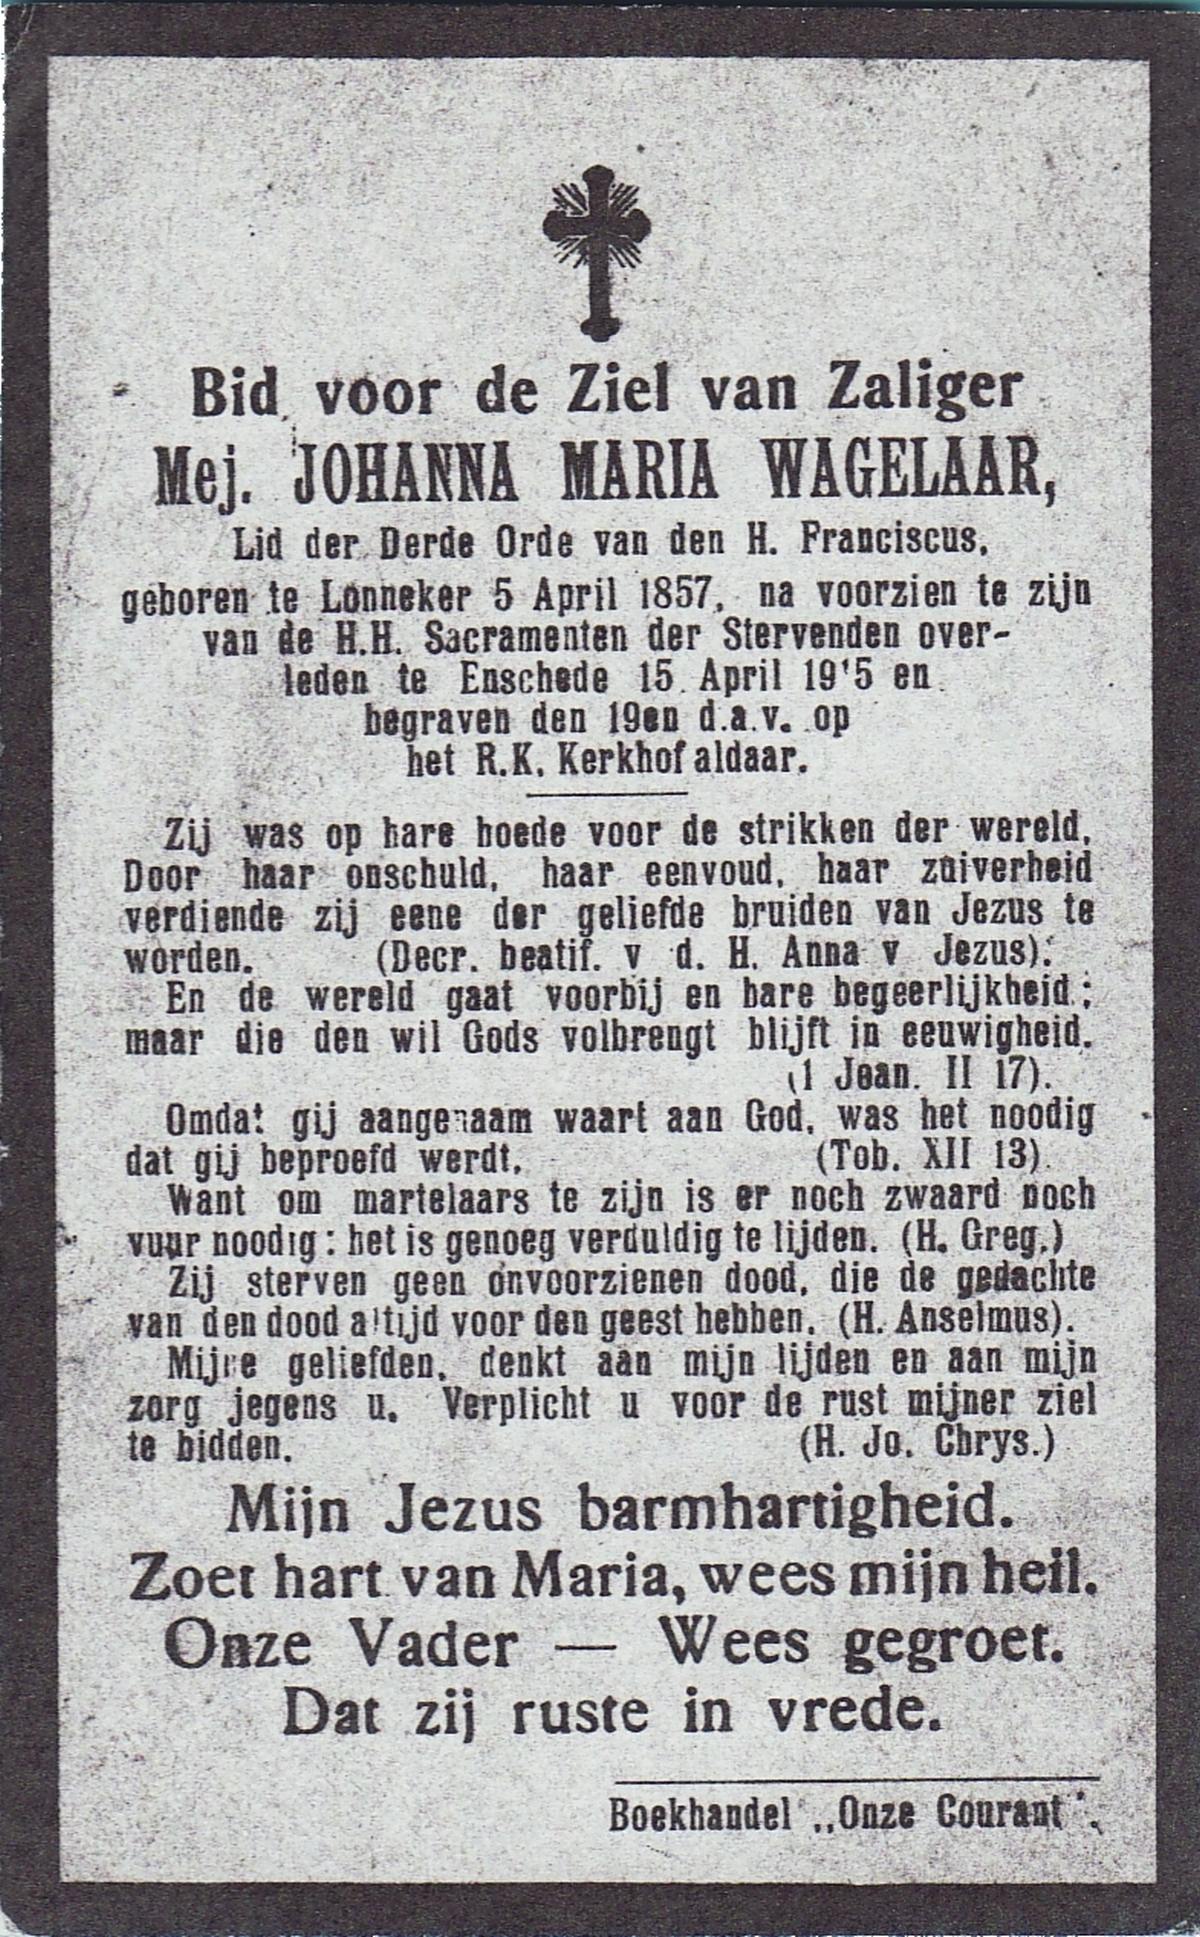 Bid voor de Ziel van Zaliger
Mej. JOHANNA MARIA WAGELAAR,
Lid der Derde Orde van den H. Franciscus,
geboren te Lonneker 5 April 1857, na voorzien te zijn
van de H.H. Sacramenten der Stervenden over-
leden te Enschede 15 April 1915 en
begraven den 19en d.a.v. op
het R.K. Kerkhof aldaar.
Zij was op hare hoede voor de strikken der wereld.
Door haar onschuld, haar eenvoud, haar zuiverheid
verdiende zij eene der geliefde bruiden van Jezus te
worden. (Decr. beatif. v d. H. Anna v Jezus).
En de wereld gaat voorbij en hare begeerlijkheid;
maar die den wil Gods volbrengt blijft in eeuwigheid.
(1 Joan. II 17).
Omdat gij aangenaam waart aan God, was het noodig
dat gij beproefd werdt. (Tob. XII 13).
Want om martelaars te zijn is er noch zwaard noch
vuur noodig: het is genoeg verduldig te lijden. (H. Greg.)
Zij sterven geen onvoorzienen dood, die de gedachte
van den dood altijd voor den geest hebben. (H. Anselmus).
Mijne geliefden, denkt aan mijn lijden en aan mijn
zorg jegens u. Verplicht u voor de rust mijner ziel
te bidden. (H. Jo. Chrys.)
Mijn Jezus barmhartigheid.
Zoet hart van Maria, wees mijn heil.
Onze Vader — Wees gegroet.
Dat zij ruste in vrede.
Boekhandel „Onze Courant".